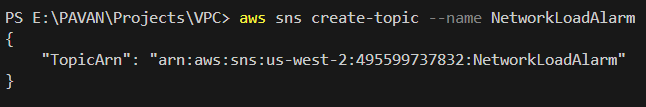 PS E:\PAVAN\Projects\VPC> aws sns create-topic --name NetworkLoadAlarm
{
    "TopicArn": "arn:aws:sns:us-west-2:495599737832:NetworkLoadAlarm"
}